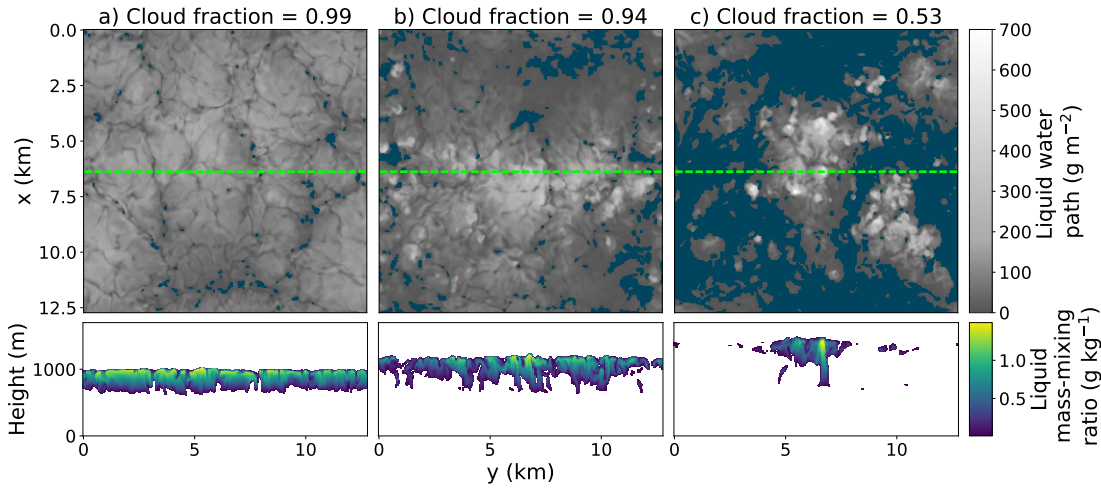 a) Cloud fraction = 0.99
b) Cloud fraction = 0.94
c) Cloud fraction = 0.53
0.0
2.5
5.0
7.5
10.0
12.5
x (km)
700
600
500
400
300
200
100
0
Liquid water
path (g m⁻²)
Height (m)
1000
0
0
5
10
0
5
10
0
5
10
y (km)
1.0
0.5
Liquid
mass-mixing
ratio (g kg⁻¹)